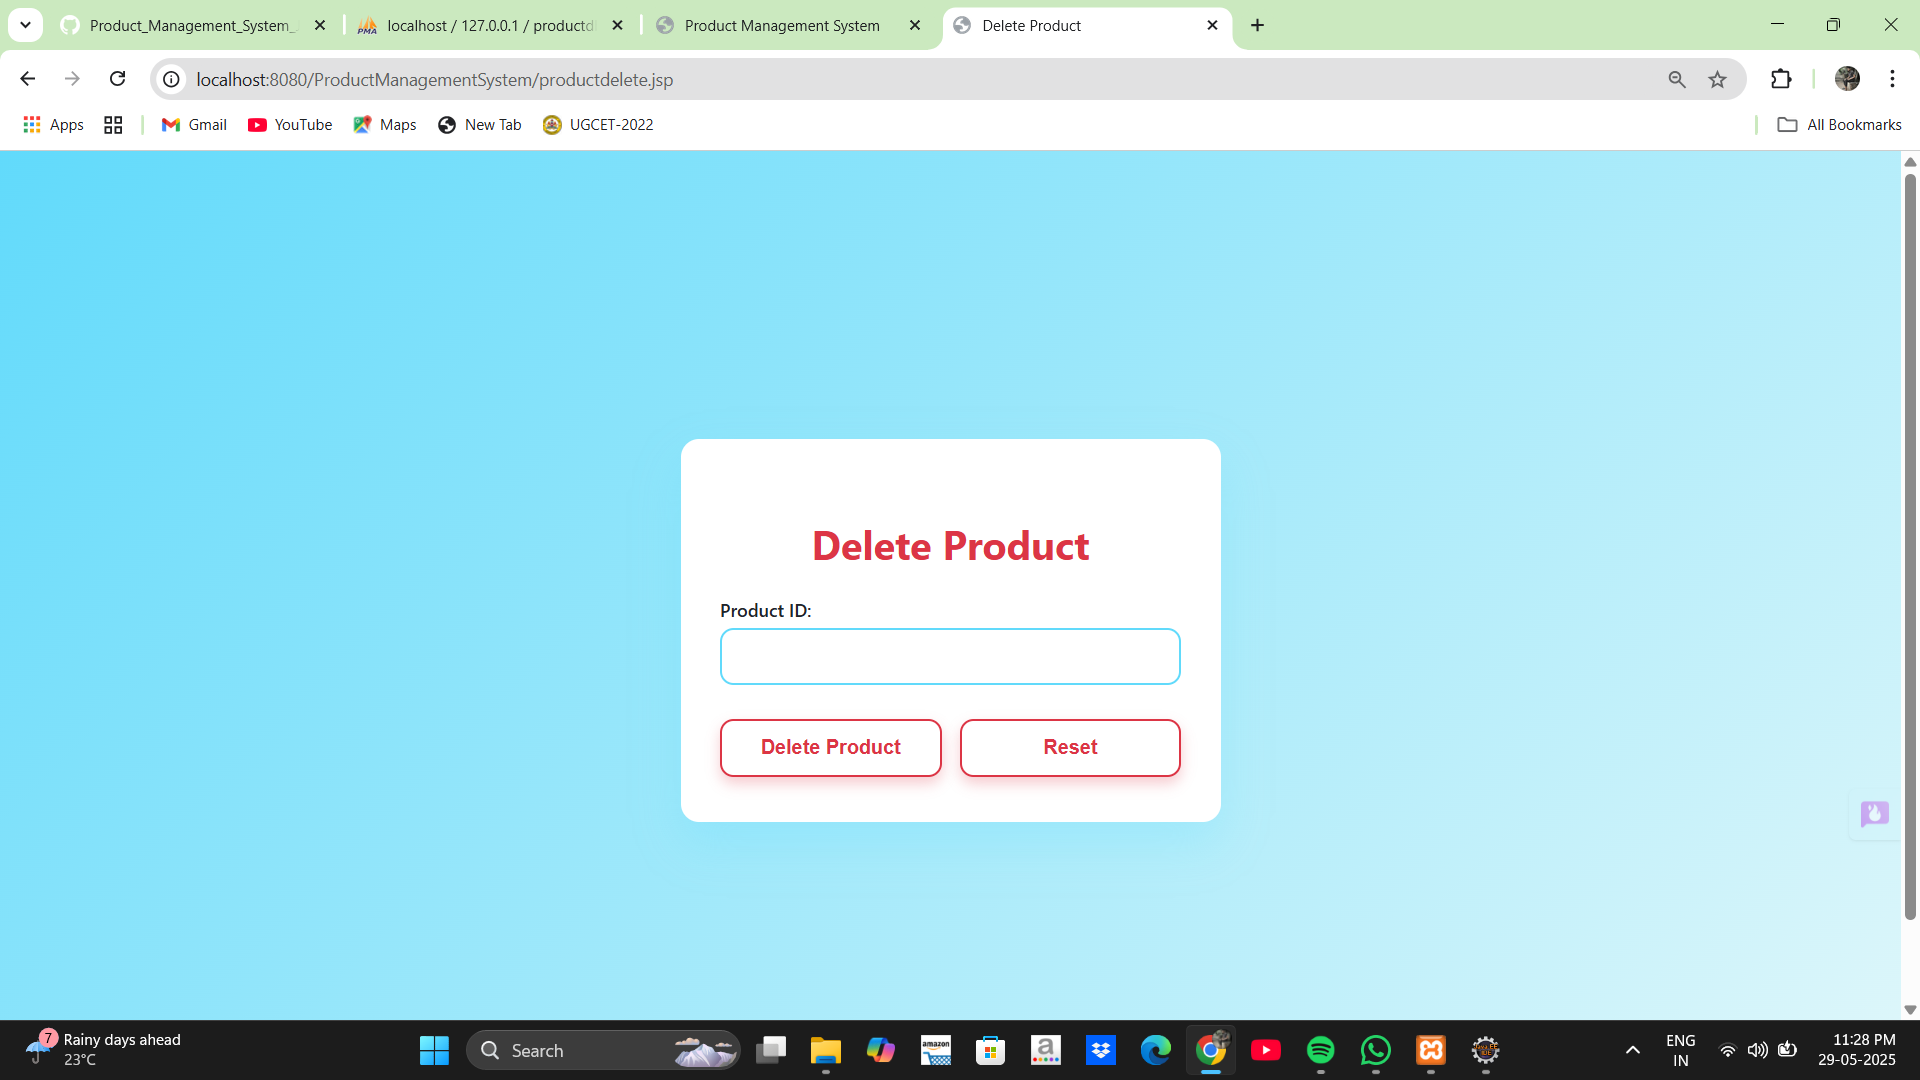 Product_Management_System_
localhost / 127.0.0.1 / productd
Product Management System
Delete Product
localhost:8080/ProductManagementSystem/productdelete.jsp
Apps
Gmail
YouTube
Maps
New Tab
UGCET-2022
All Bookmarks
Delete Product
Product ID:
Delete Product
Reset
7
Rainy days ahead
23°C
Search
amazon
ENG
IN
11:28 PM
29-05-2025